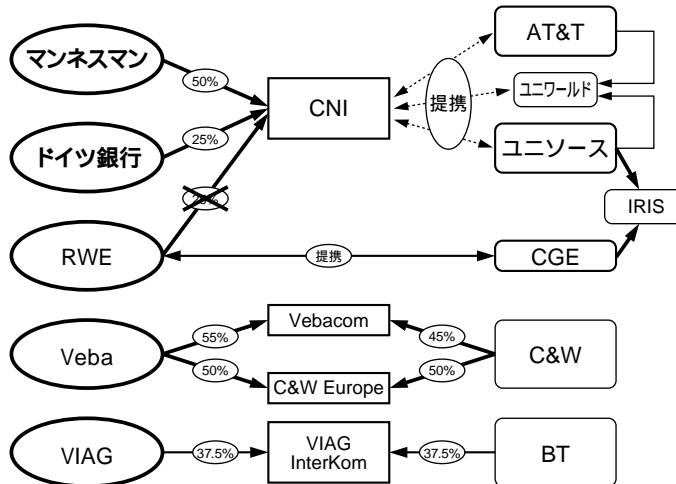 マンネスマン
50%
CNI
提携
AT&T
ユニワールド
ドイツ銀行
25%
ユニソース
IRIS
RWE
提携
CGE
Veba
55%
Vebacom
45%
C&W
50%
C&W Europe
50%
VIAG
37.5%
VIAG
InterKom
37.5%
BT